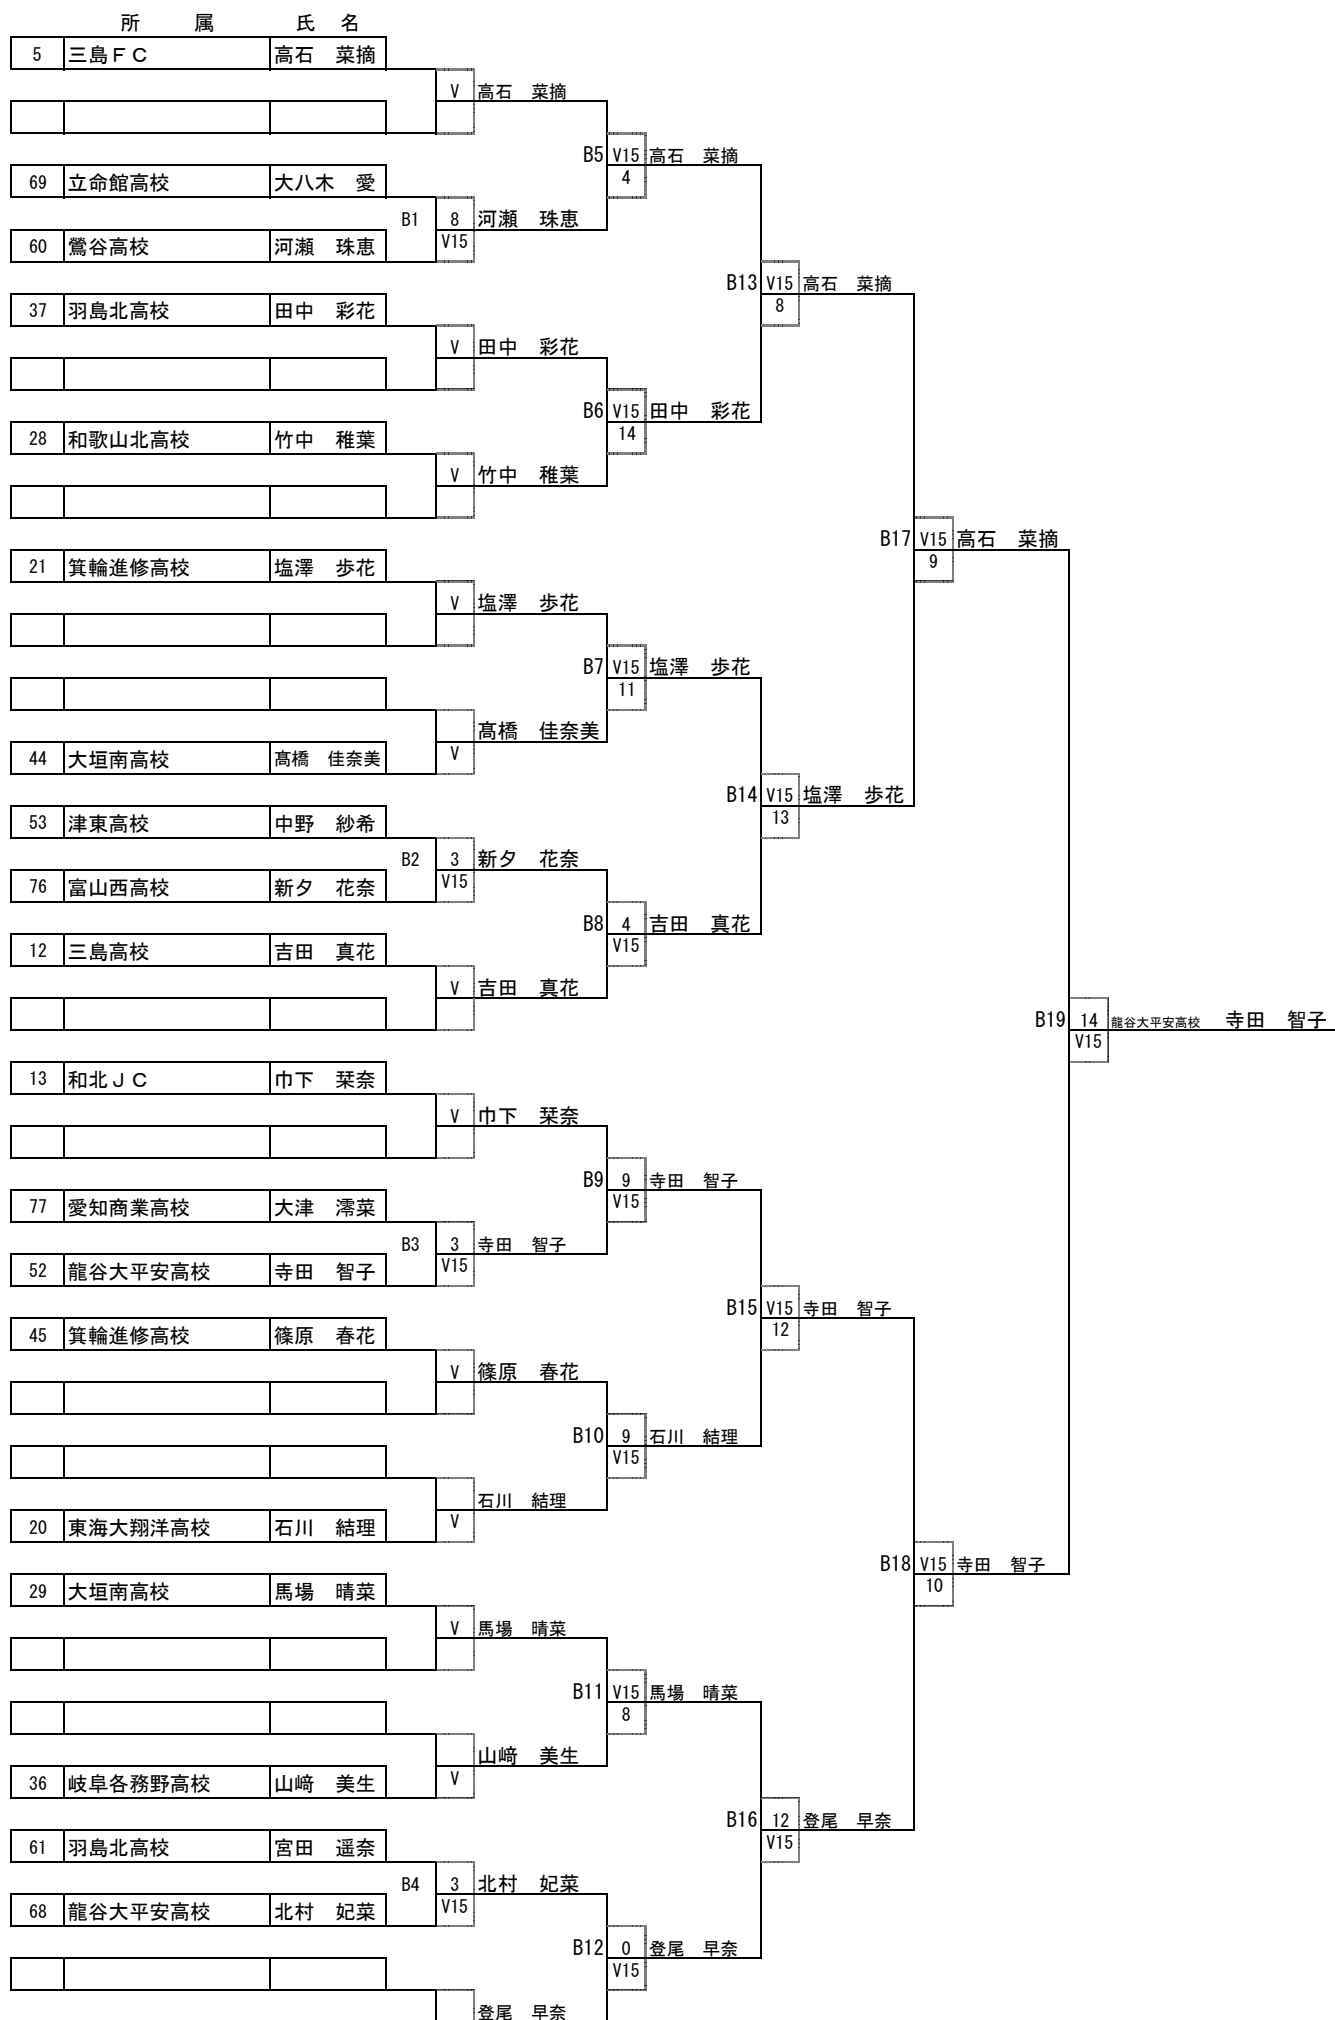 所　属　氏　名
5 三島ＦＣ 高石　菜摘
V 高石　菜摘
B5 V15 高石　菜摘
4
69 立命館高校 大八木　愛
B1 8 河瀬　珠恵
V15
60 鶯谷高校 河瀬　珠恵
B13 V15 高石　菜摘
8
37 羽島北高校 田中　彩花
V 田中　彩花
B6 V15 田中　彩花
14
28 和歌山北高校 竹中　稚葉
V 竹中　稚葉
B17 V15 高石　菜摘
9
21 箕輪進修高校 塩澤　歩花
V 塩澤　歩花
B7 V15 塩澤　歩花
11
髙橋　佳奈美
V
44 大垣南高校 髙橋　佳奈美
B14 V15 塩澤　歩花
13
53 津東高校 中野　紗希
B2 3 新夕　花奈
V15
76 富山西高校 新夕　花奈
B8 4 吉田　真花
V15
12 三島高校 吉田　真花
V 吉田　真花
B19 14 龍谷大平安高校　寺田　智子
V15
13 和北ＪＣ 巾下　栞奈
V 巾下　栞奈
B9 9 寺田　智子
V15
77 愛知商業高校 大津　澪菜
B3 3 寺田　智子
V15
52 龍谷大平安高校 寺田　智子
B15 V15 寺田　智子
12
45 箕輪進修高校 篠原　春花
V 篠原　春花
B10 9 石川　結理
V15
石川　結理
V
20 東海大翔洋高校 石川　結理
B18 V15 寺田　智子
10
29 大垣南高校 馬場　晴菜
V 馬場　晴菜
B11 V15 馬場　晴菜
8
山﨑　美生
V
36 岐阜各務野高校 山﨑　美生
B16 12 登尾　早奈
V15
61 羽島北高校 宮田　遥奈
B4 3 北村　妃菜
V15
68 龍谷大平安高校 北村　妃菜
B12 0 登尾　早奈
V15
登尾　早奈